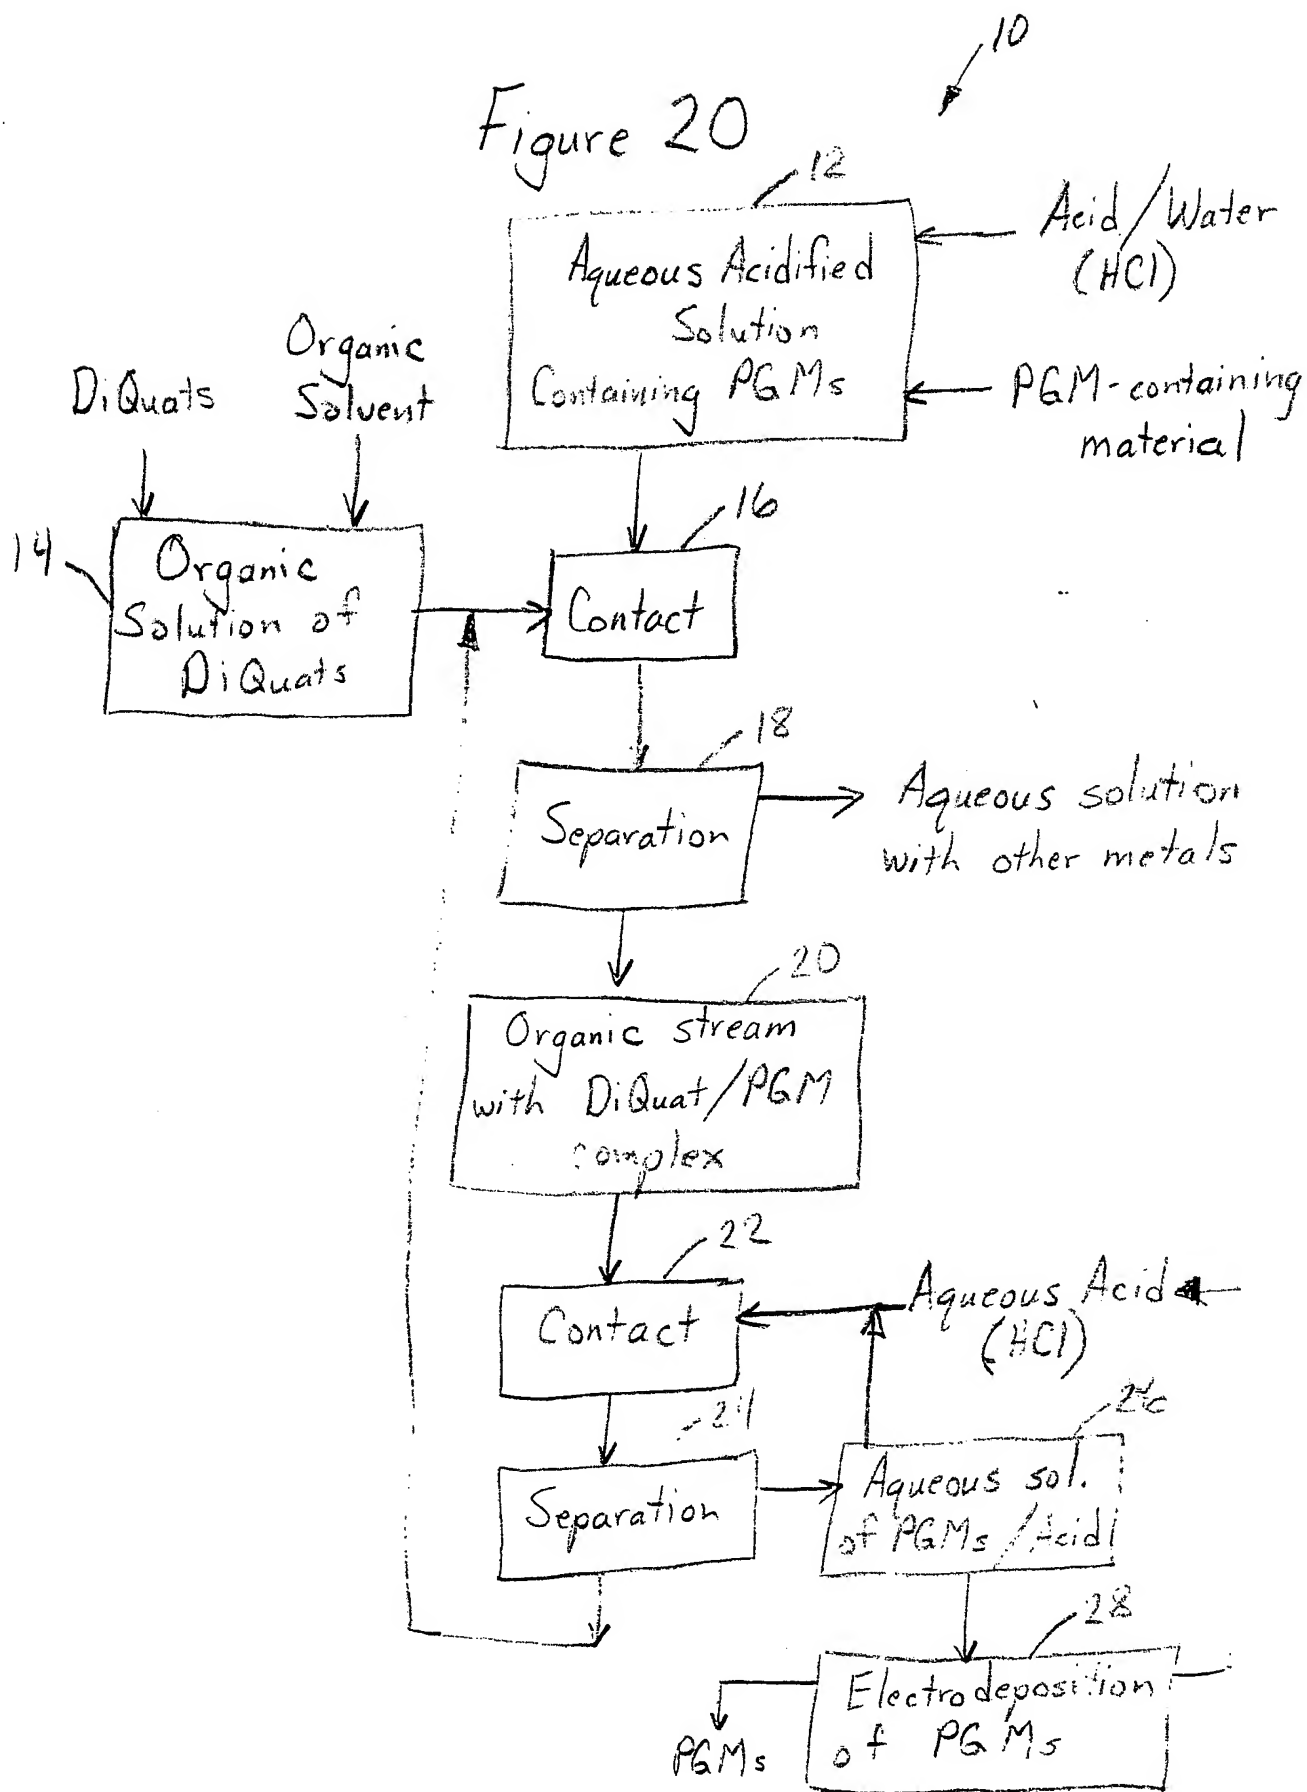 10
Figure 20
12
Acid/Water
(HCl)
Aqueous Acidified
Solution
Containing PGMs
PGM-containing
material
DiQuats
Organic
Solvent
14
Organic
Solution of
DiQuats
16
Contact
18
Separation
Aqueous solution
with other metals
20
Organic stream
with DiQuat/PGM
complex
22
Contact
Aqueous Acid
(HCl)
24
Separation
26
Aqueous sol.
of PGMs/Acid
28
Electrodeposition
of PGMs
PGMs